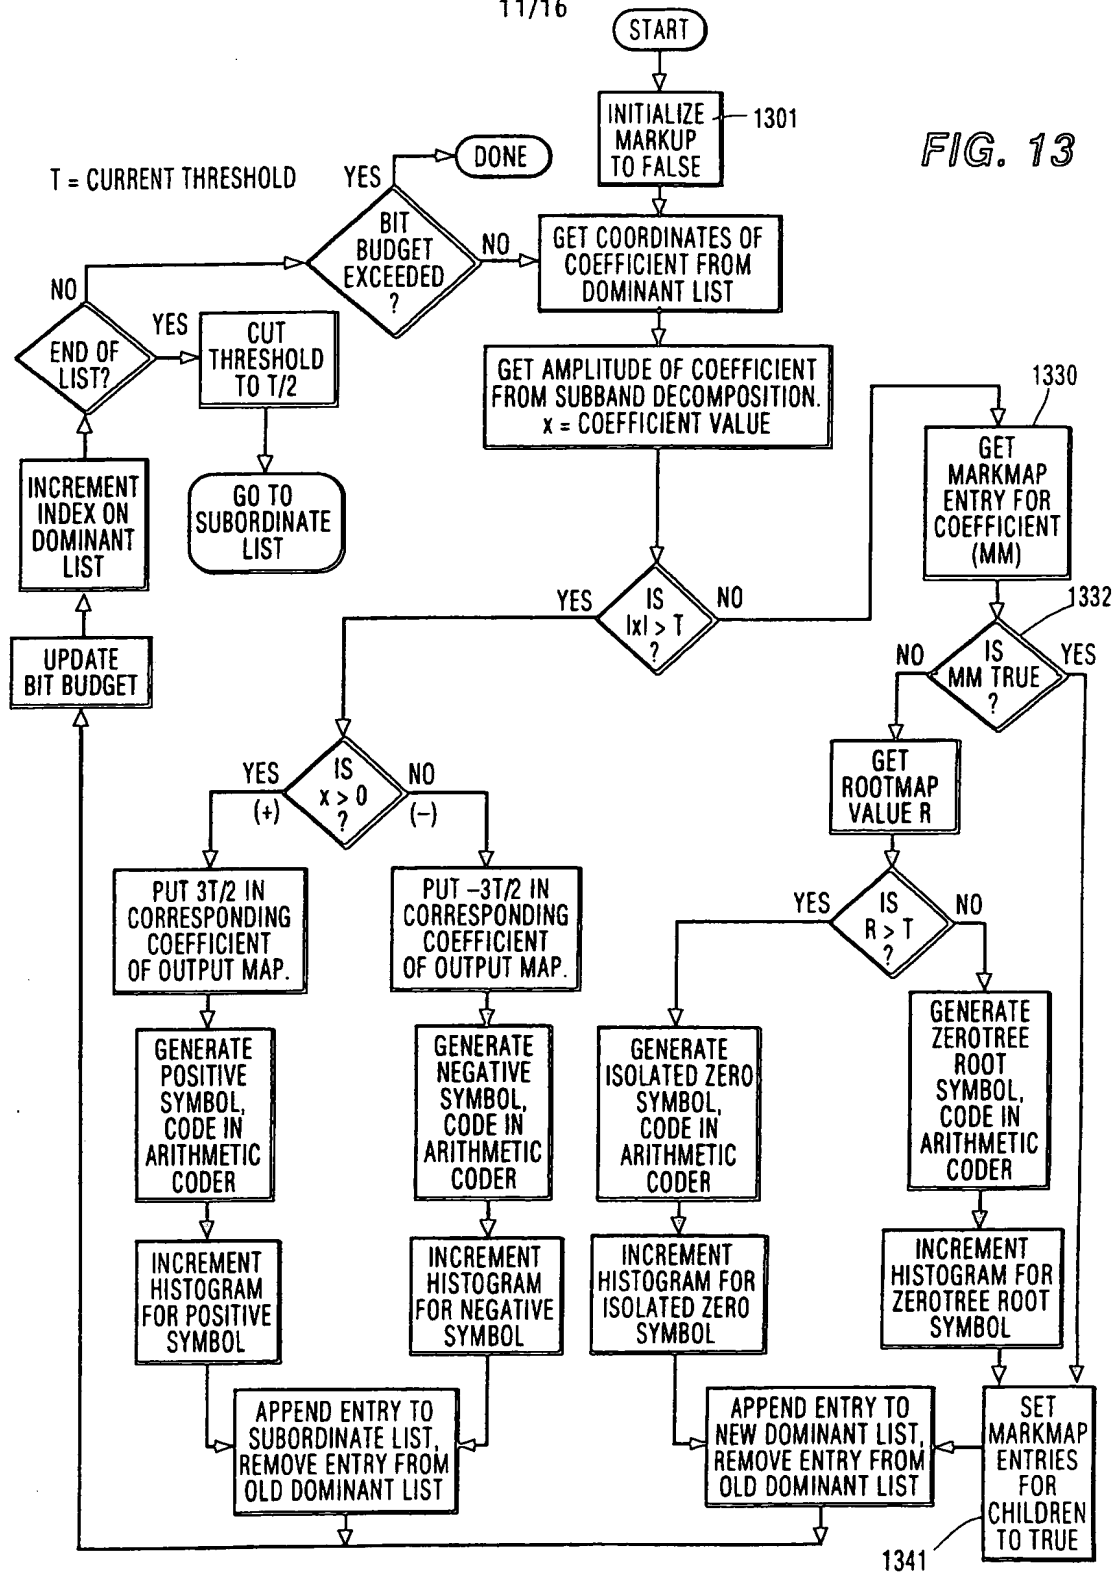 11/16
START
INITIALIZE
MARKUP
TO FALSE
1301
FIG. 13
T = CURRENT THRESHOLD
YES
DONE
BIT
BUDGET
EXCEEDED
?
NO
GET COORDINATES OF
COEFFICIENT FROM
DOMINANT LIST
NO
END OF
LIST?
YES
CUT
THRESHOLD
TO T/2
GET AMPLITUDE OF COEFFICIENT
FROM SUBBAND DECOMPOSITION.
x = COEFFICIENT VALUE
1330
GET
MARKMAP
ENTRY FOR
COEFFICIENT
(MM)
INCREMENT
INDEX ON
DOMINANT
LIST
GO TO
SUBORDINATE
LIST
YES
IS
|x| > T
?
NO
1332
NO
IS
MM TRUE
?
YES
UPDATE
BIT BUDGET
GET
ROOTMAP
VALUE R
YES
(+)
IS
x > 0
?
NO
(–)
PUT 3T/2 IN
CORRESPONDING
COEFFICIENT
OF OUTPUT MAP.
PUT –3T/2 IN
CORRESPONDING
COEFFICIENT
OF OUTPUT MAP.
YES
IS
R > T
?
NO
GENERATE
POSITIVE
SYMBOL,
CODE IN
ARITHMETIC
CODER
GENERATE
NEGATIVE
SYMBOL,
CODE IN
ARITHMETIC
CODER
GENERATE
ISOLATED ZERO
SYMBOL,
CODE IN
ARITHMETIC
CODER
GENERATE
ZEROTREE
ROOT
SYMBOL,
CODE IN
ARITHMETIC
CODER
INCREMENT
HISTOGRAM
FOR POSITIVE
SYMBOL
INCREMENT
HISTOGRAM
FOR NEGATIVE
SYMBOL
INCREMENT
HISTOGRAM FOR
ISOLATED ZERO
SYMBOL
INCREMENT
HISTOGRAM FOR
ZEROTREE ROOT
SYMBOL
APPEND ENTRY TO
SUBORDINATE LIST,
REMOVE ENTRY FROM
OLD DOMINANT LIST
APPEND ENTRY TO
NEW DOMINANT LIST,
REMOVE ENTRY FROM
OLD DOMINANT LIST
SET
MARKMAP
ENTRIES
FOR
CHILDREN
TO TRUE
1341